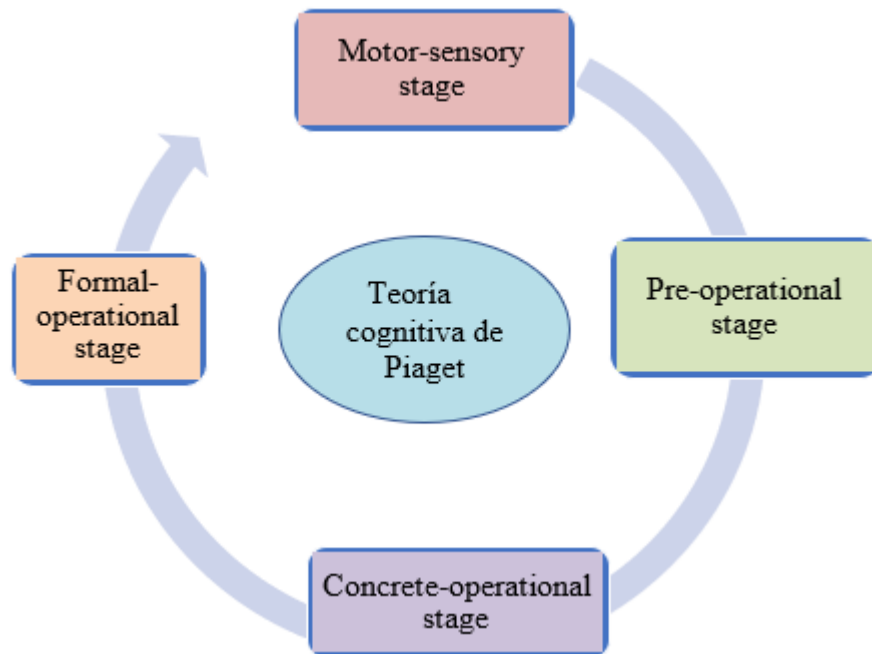 Motor-sensory
stage
Pre-operational
stage
Concrete-operational
stage
Formal-
operational
stage
Teoría
cognitiva de
Piaget